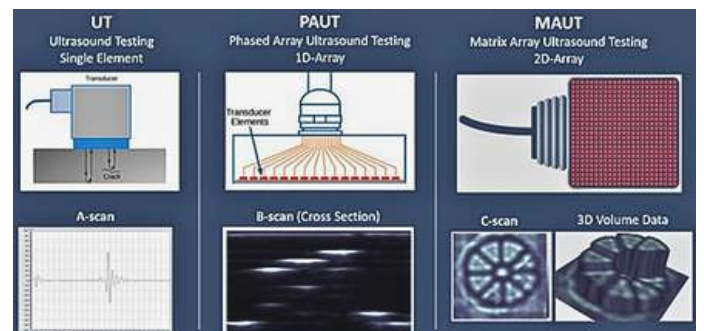 UT
Ultrasound Testing
Single Element
Transducer
Crack
A-scan
PAUT
Phased Array Ultrasound Testing
1D-Array
Transducer
Elements
B-scan (Cross Section)
MAUT
Matrix Array Ultrasound Testing
2D-Array
C-scan
3D Volume Data